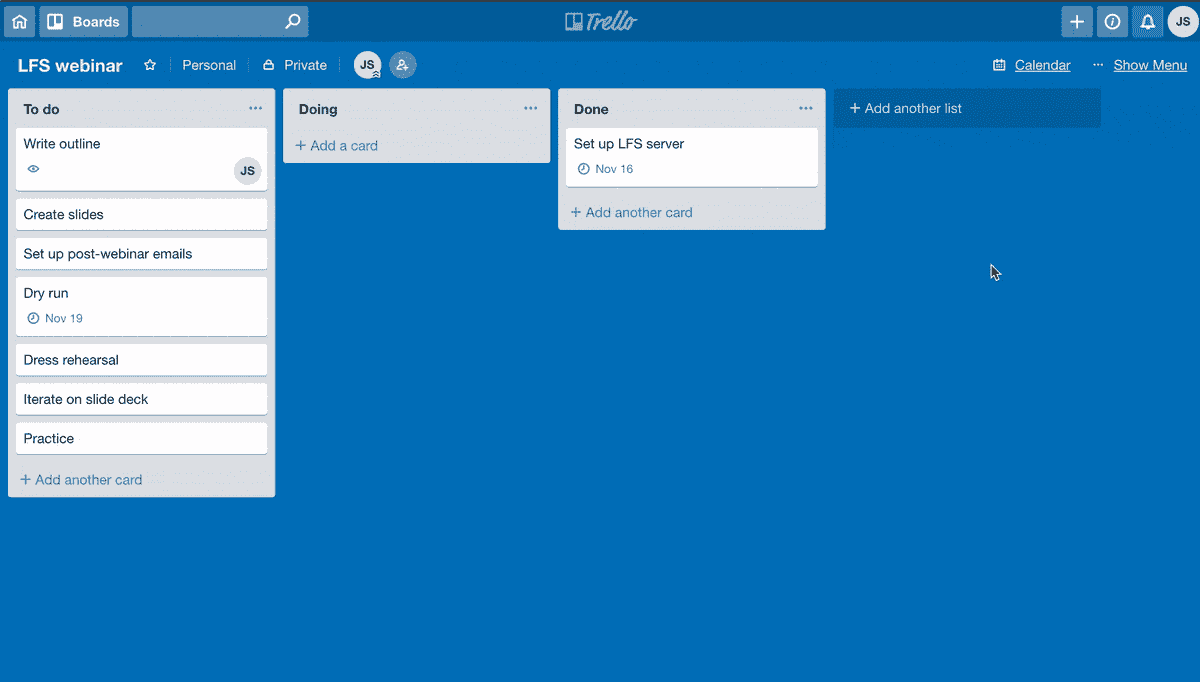 Boards
Trello
JS
LFS webinar
Personal
Private
JS
Calendar
Show Menu
To do
Write outline
JS
Create slides
Set up post-webinar emails
Dry run
Nov 19
Dress rehearsal
Iterate on slide deck
Practice
+ Add another card
Doing
+ Add a card
Done
Set up LFS server
Nov 16
+ Add another card
+ Add another list